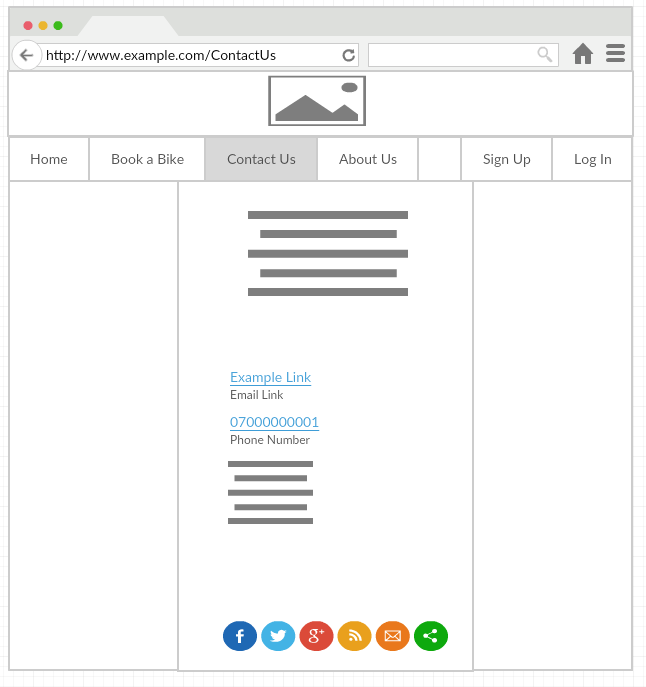 http://www.example.com/ContactUs
Home Book a Bike Contact Us About Us Sign Up Log In
Example Link
Email Link
07000000001
Phone Number